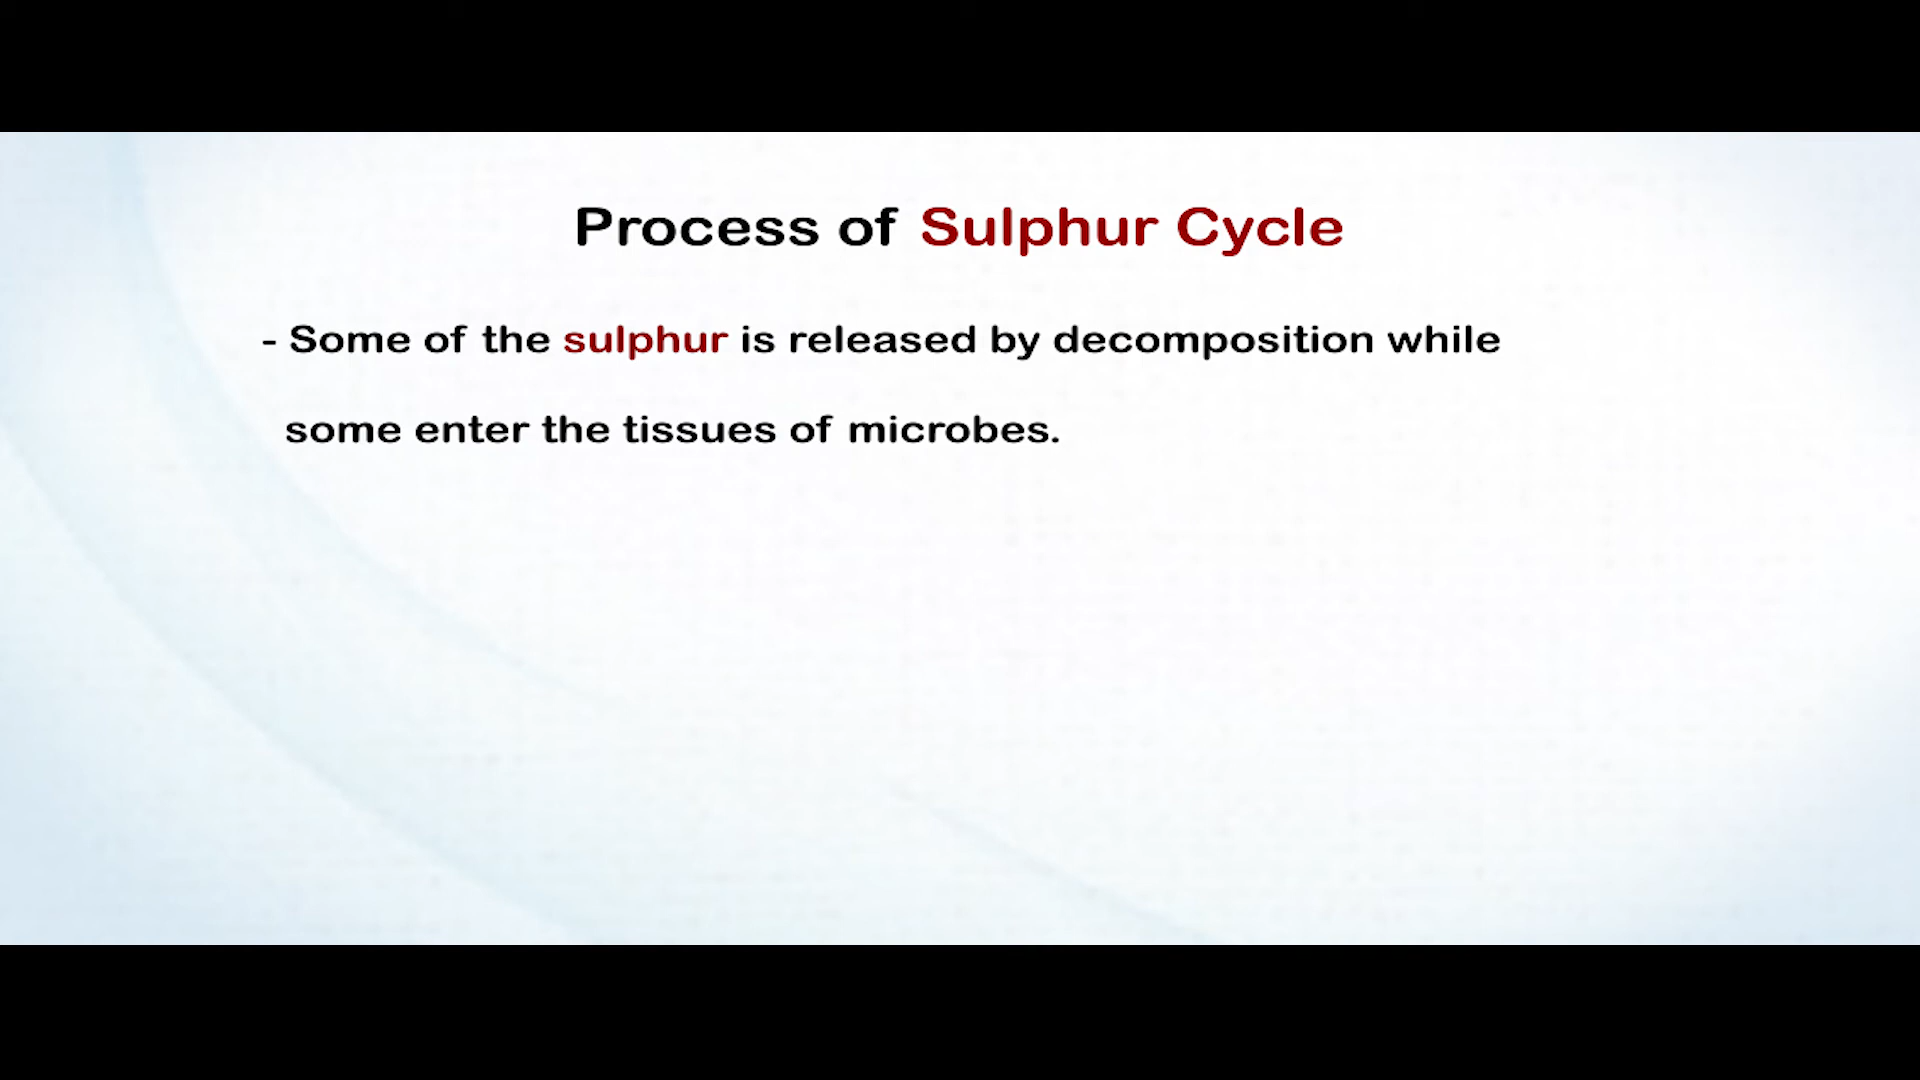 Process of Sulphur Cycle
- Some of the sulphur is released by decomposition while
some enter the tissues of microbes.